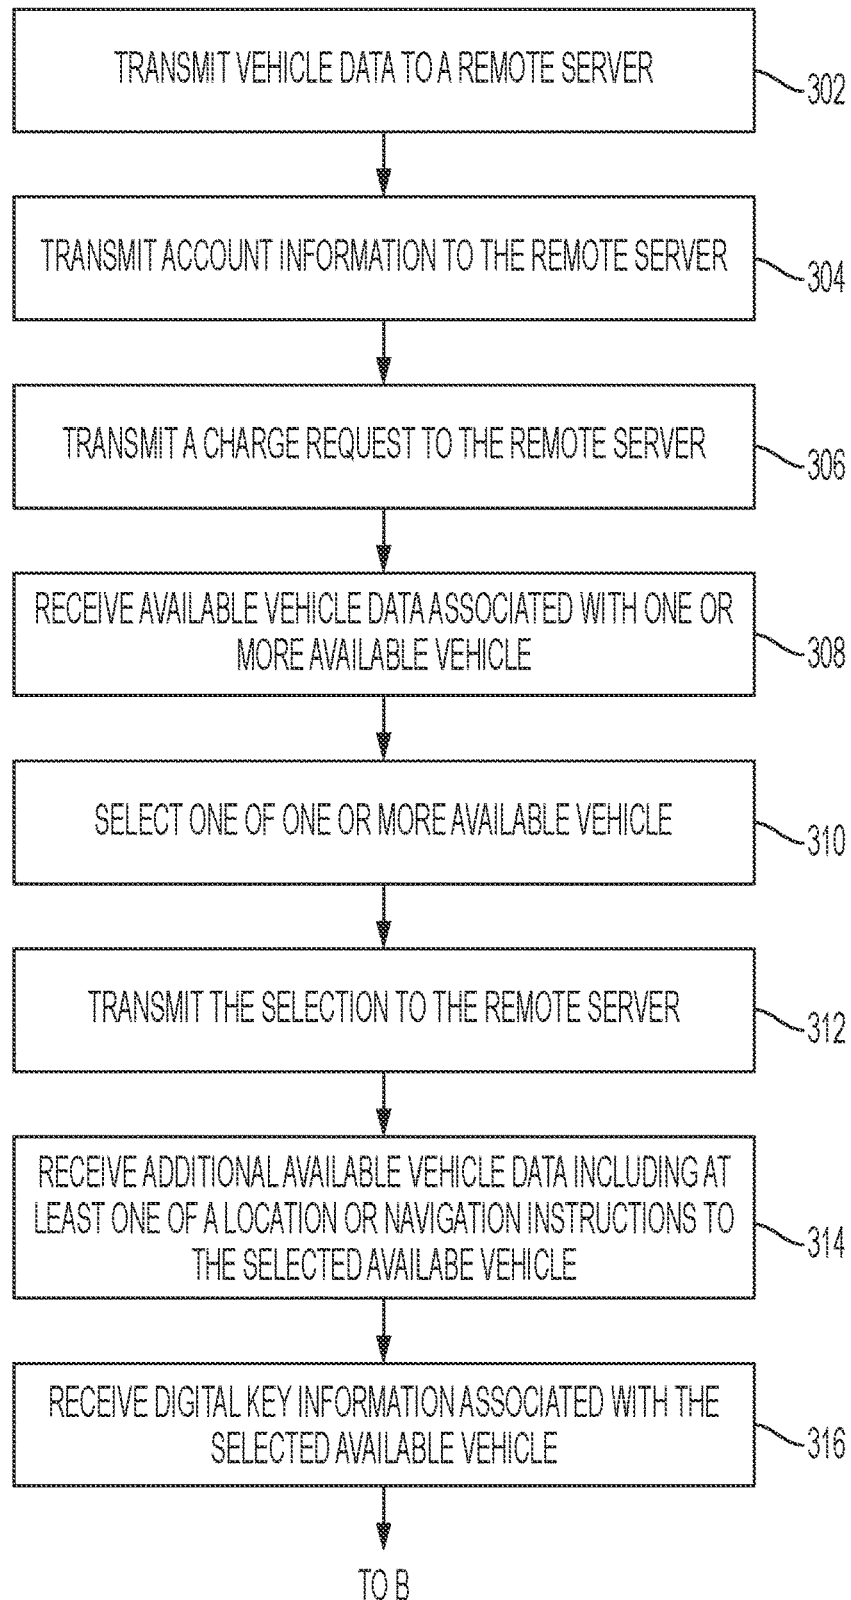 TRANSMIT VEHICLE DATA TO A REMOTE SERVER
302
TRANSMIT ACCOUNT INFORMATION TO THE REMOTE SERVER
304
TRANSMIT A CHARGE REQUEST TO THE REMOTE SERVER
306
RECEIVE AVAILABLE VEHICLE DATA ASSOCIATED WITH ONE OR
MORE AVAILABLE VEHICLE
308
SELECT ONE OF ONE OR MORE AVAILABLE VEHICLE
310
TRANSMIT THE SELECTION TO THE REMOTE SERVER
312
RECEIVE ADDITIONAL AVAILABLE VEHICLE DATA INCLUDING AT
LEAST ONE OF A LOCATION OR NAVIGATION INSTRUCTIONS TO
THE SELECTED AVAILABE VEHICLE
314
RECEIVE DIGITAL KEY INFORMATION ASSOCIATED WITH THE
SELECTED AVAILABLE VEHICLE
316
TO B